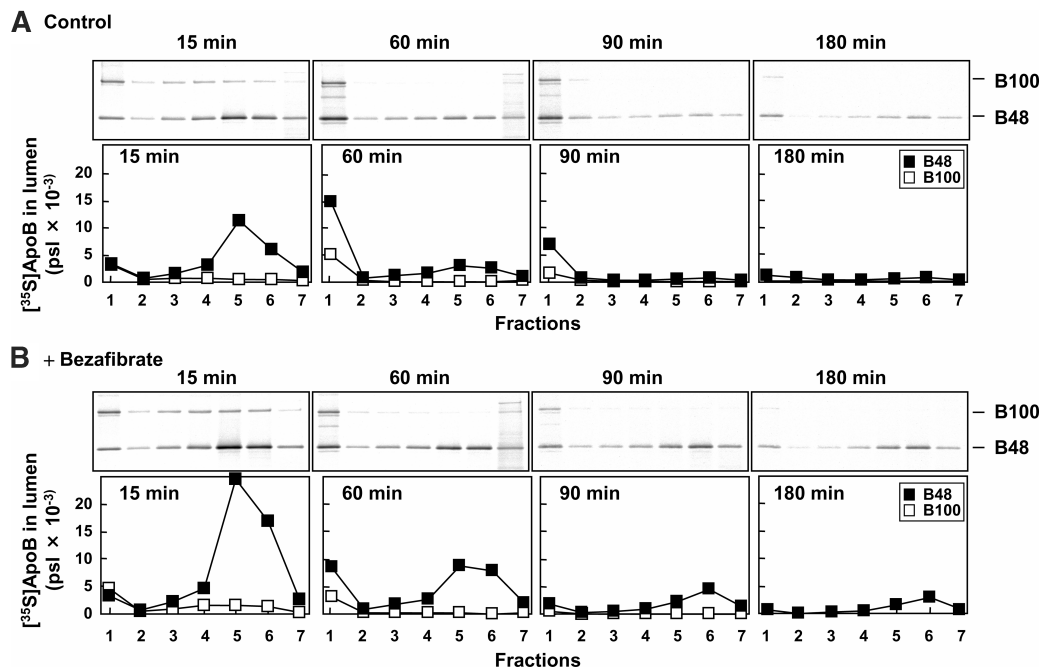 A Control
15 min 60 min 90 min 180 min
B100
B48
[³⁵S]ApoB in lumen
(psl × 10⁻³)
20
15
10
5
0
15 min 60 min 90 min 180 min
B48
B100
1 2 3 4 5 6 7 1 2 3 4 5 6 7 1 2 3 4 5 6 7 1 2 3 4 5 6 7
Fractions
B + Bezafibrate
15 min 60 min 90 min 180 min
B100
B48
[³⁵S]ApoB in lumen
(psl × 10⁻³)
20
15
10
5
0
15 min 60 min 90 min 180 min
B48
B100
1 2 3 4 5 6 7 1 2 3 4 5 6 7 1 2 3 4 5 6 7 1 2 3 4 5 6 7
Fractions